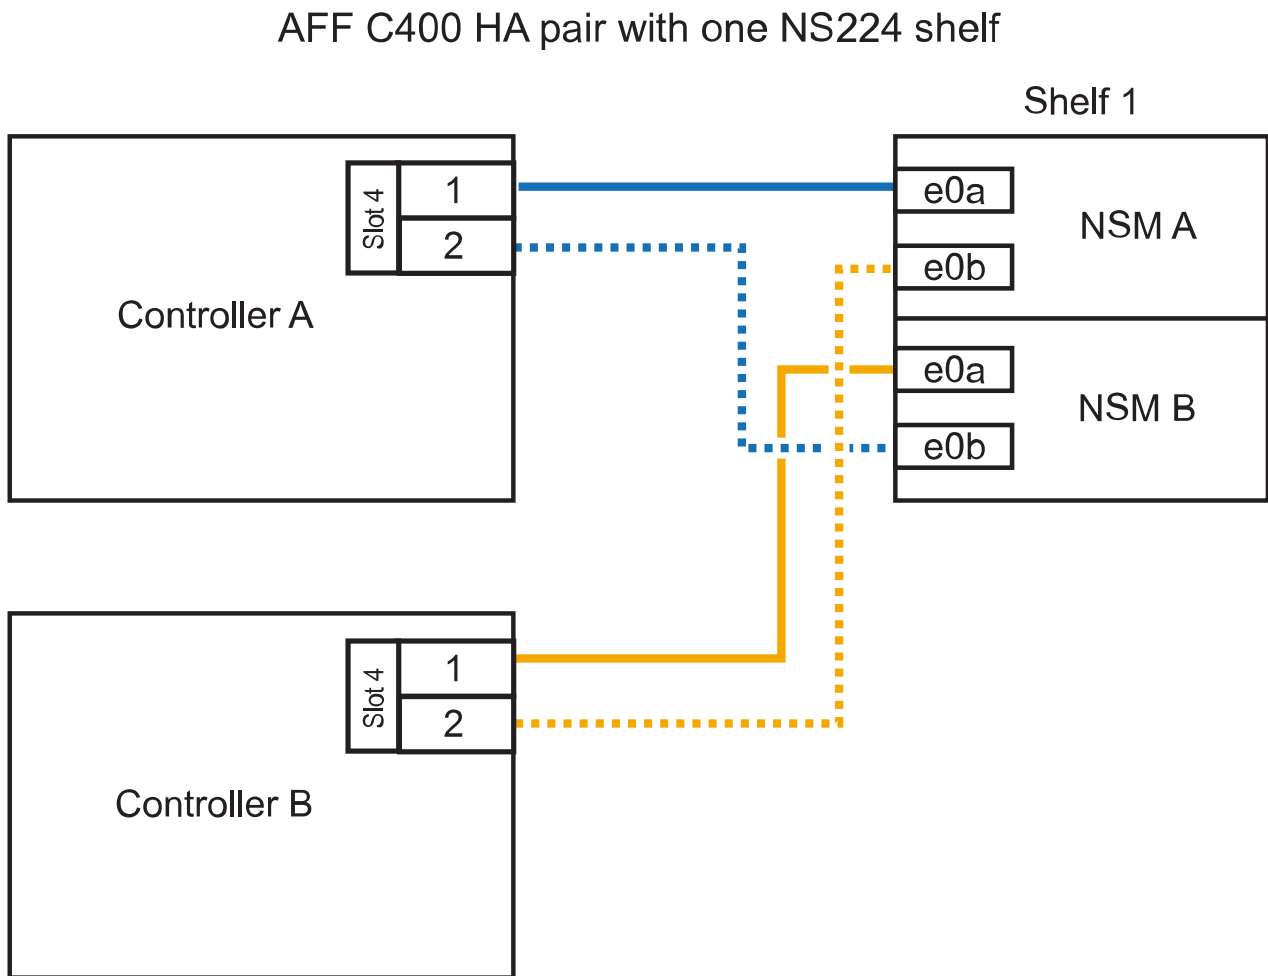 AFF C400 HA pair with one NS224 shelf
Shelf 1
Slot 4
1
2
Controller A
e0a
e0b
NSM A
e0a
e0b
NSM B
Slot 4
1
2
Controller B